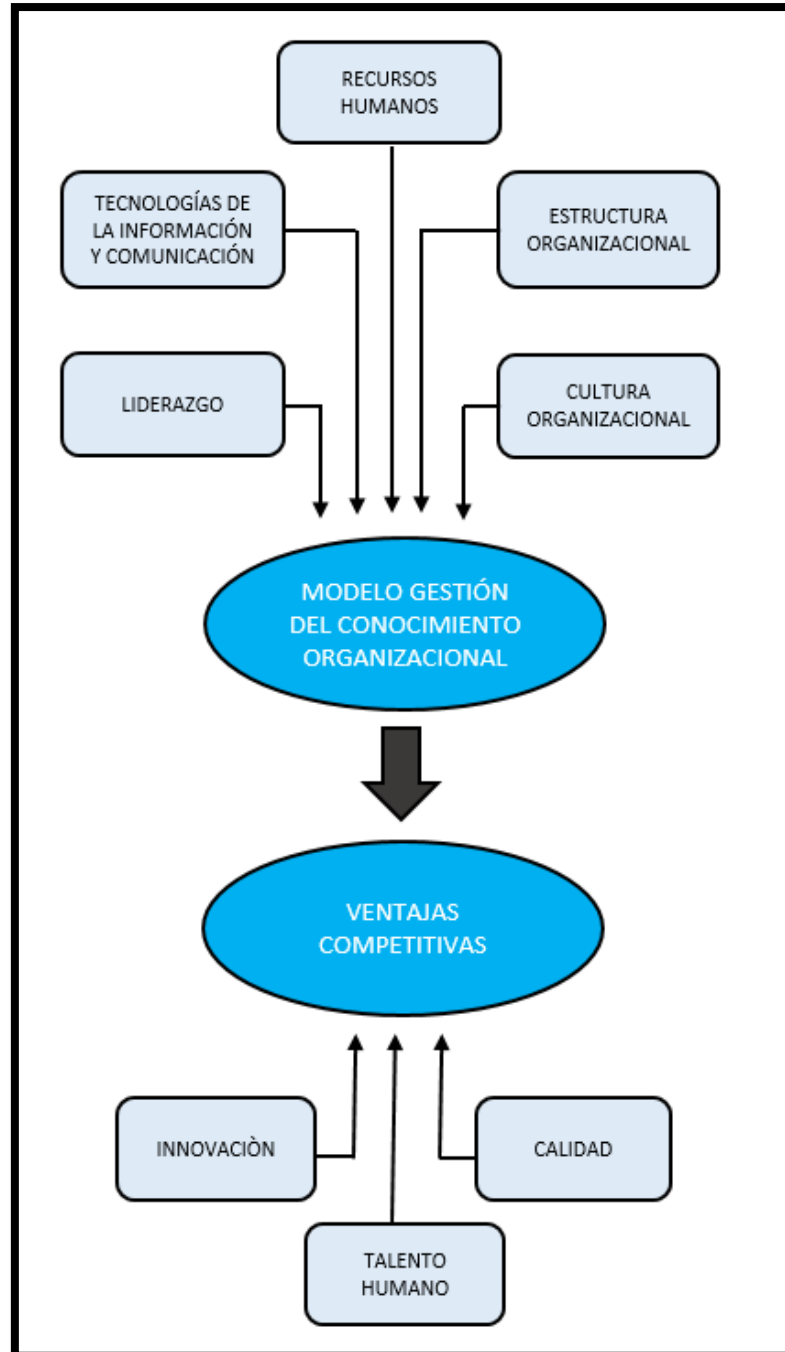 RECURSOS
HUMANOS
TECNOLOGÍAS DE
LA INFORMACIÓN
Y COMUNICACIÓN
ESTRUCTURA
ORGANIZACIONAL
LIDERAZGO
CULTURA
ORGANIZACIONAL
MODELO GESTIÓN
DEL CONOCIMIENTO
ORGANIZACIONAL
VENTAJAS
COMPETITIVAS
INNOVACIÒN
CALIDAD
TALENTO
HUMANO